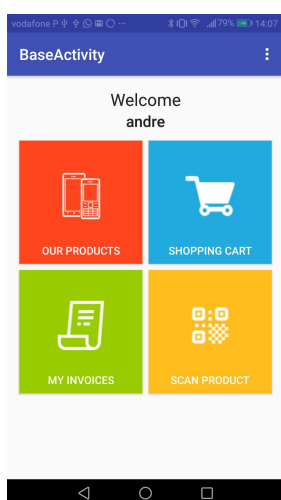 vodafone P ... 79% 14:07
BaseActivity
Welcome
andre
OUR PRODUCTS
SHOPPING CART
MY INVOICES
SCAN PRODUCT